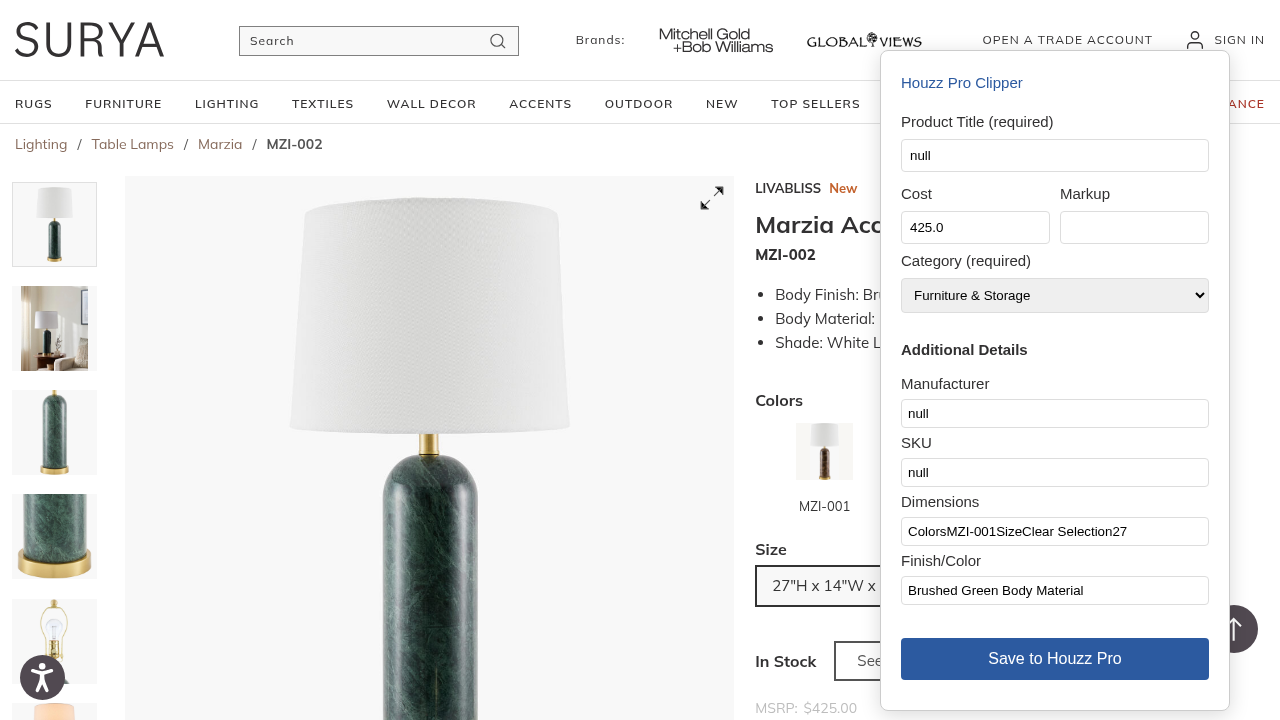 SURYA
Search
Brands:
Mitchell Gold
+Bob Williams
GLOBAL VIEWS
OPEN A TRADE ACCOUNT
SIGN IN
RUGS FURNITURE LIGHTING TEXTILES WALL DECOR ACCENTS OUTDOOR NEW TOP SELLERS
ANCE
Lighting / Table Lamps / Marzia / MZI-002
LIVABLISS New
Marzia Acc
MZI-002
Body Finish: Bru
Body Material:
Shade: White L
Colors
MZI-001
Size
27"H x 14"W x
In Stock
See
MSRP: $425.00
Houzz Pro Clipper
Product Title (required)
null
Cost Markup
425.0
Category (required)
Furniture & Storage
Additional Details
Manufacturer
null
SKU
null
Dimensions
ColorsMZI-001SizeClear Selection27
Finish/Color
Brushed Green Body Material
Save to Houzz Pro